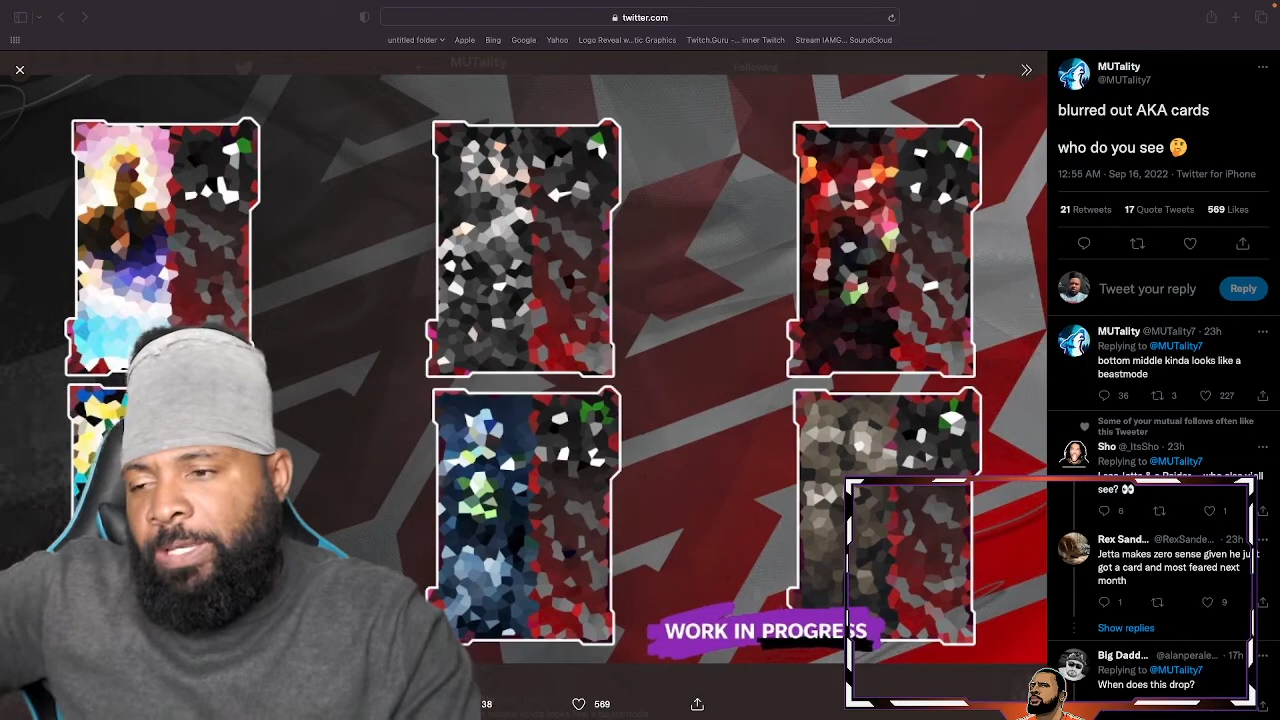 twitter.com
untitled folder
Apple
Bing
Google
Yahoo
Logo Reveal w...tic Graphics
Twitch.Guru -... inner Twitch
Stream IAMG... SoundCloud
MUTality
Following
MUTality
@MUTality7
blurred out AKA cards
who do you see 🤔
12:55 AM · Sep 16, 2022 · Twitter for iPhone
21 Retweets 17 Quote Tweets 569 Likes
Tweet your reply
Reply
MUTality @MUTality7 · 23h
Replying to @MUTality7
bottom middle kinda looks like a
beastmode
36 3 227
Some of your mutual follows often like
this Tweeter
Sho @_ItsSho · 23h
Replying to @MUTality7
see? 👀
6 1
Rex Sand... @RexSande... · 23h
Jetta makes zero sense given he just
got a card and most feared next
month
1 9
Show replies
Big Dadd... @alanperale... · 17h
Replying to @MUTality7
When does this drop?
WORK IN PROGRESS
38 569